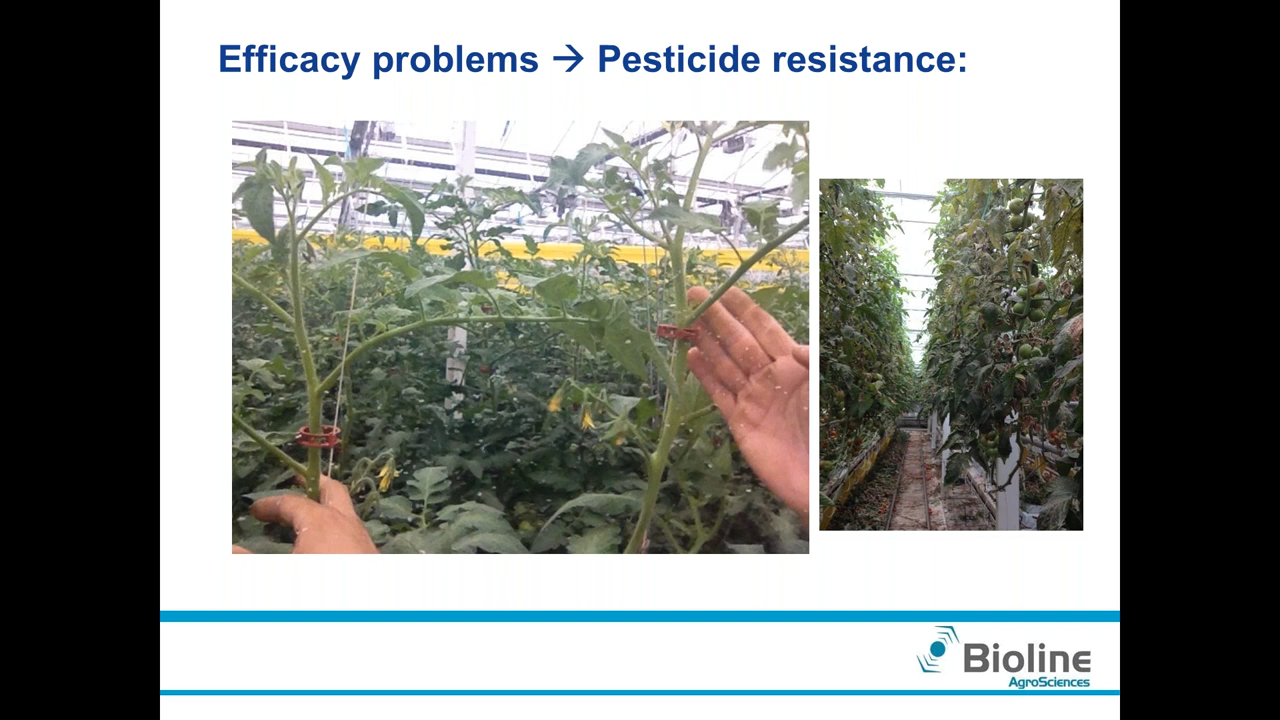 Efficacy problems → Pesticide resistance:
Bioline
AgroSciences